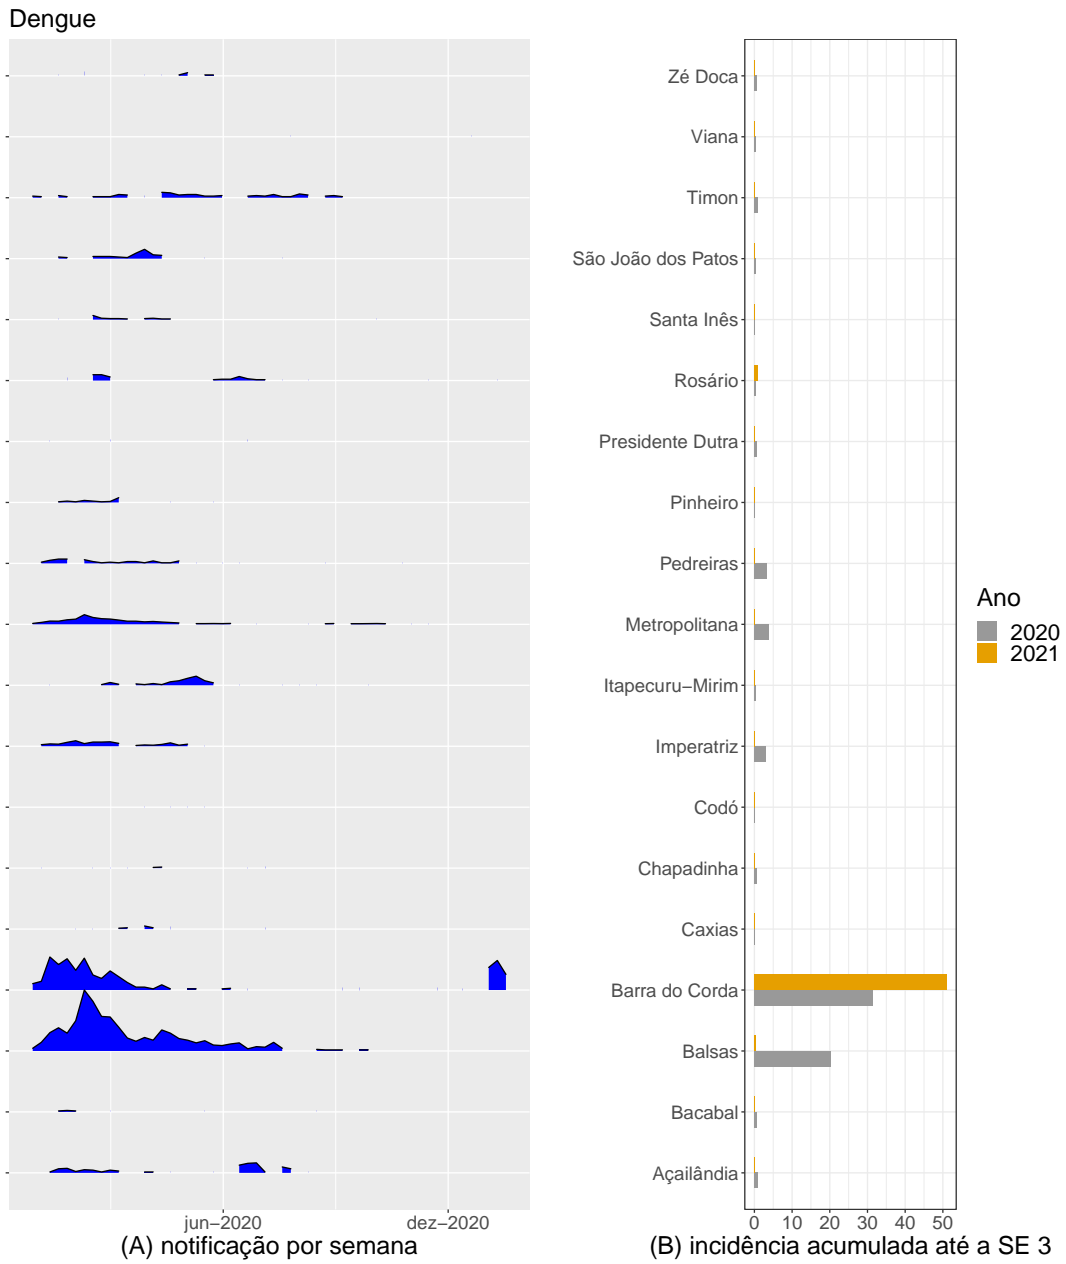 Dengue
Zé Doca
Viana
Timon
São João dos Patos
Santa Inês
Rosário
Presidente Dutra
Pinheiro
Pedreiras
Metropolitana
Itapecuru−Mirim
Imperatriz
Codó
Chapadinha
Caxias
Barra do Corda
Balsas
Bacabal
Açailândia
Ano
2020
2021
jun−2020 dez−2020
0 10 20 30 40 50
(A) notificação por semana
(B) incidência acumulada até a SE 3